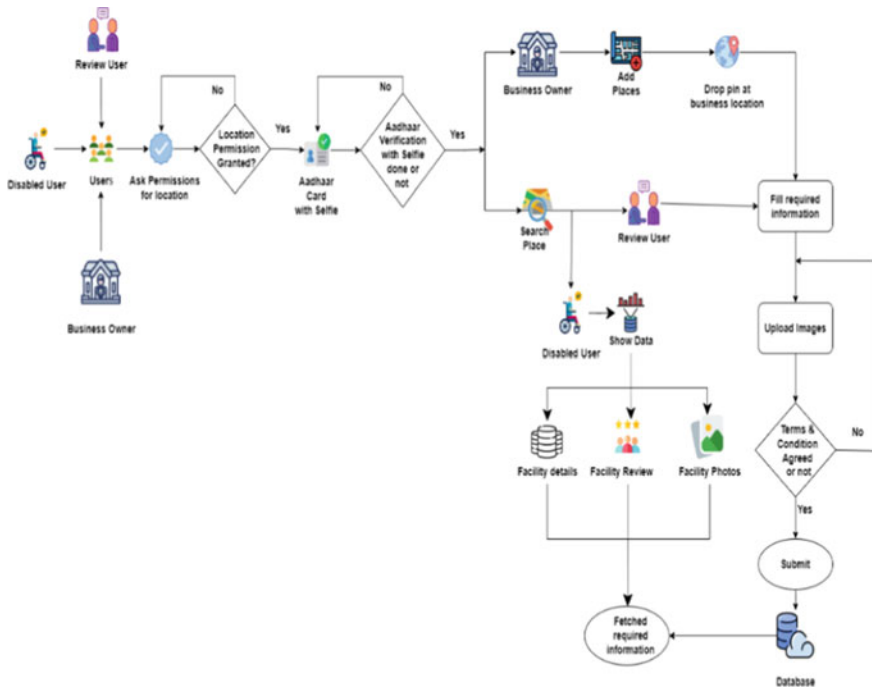 Review User
Disabled User
Users
Ask Permissions
for location
No
Location
Permission
Granted?
Yes
Business Owner
Aadhaar
Card
with Selfie
No
Aadhaar
Verification
with Selfie
done or
not
Yes
Business Owner
Add
Places
Drop pin at
business location
Search
Place
Review User
Fill required
information
Disabled User
Show Data
Upload Images
Facility details
Facility Review
Facility Photos
Terms &
Condition
Agreed
or not
No
Yes
Submit
Fetched
required
information
Database